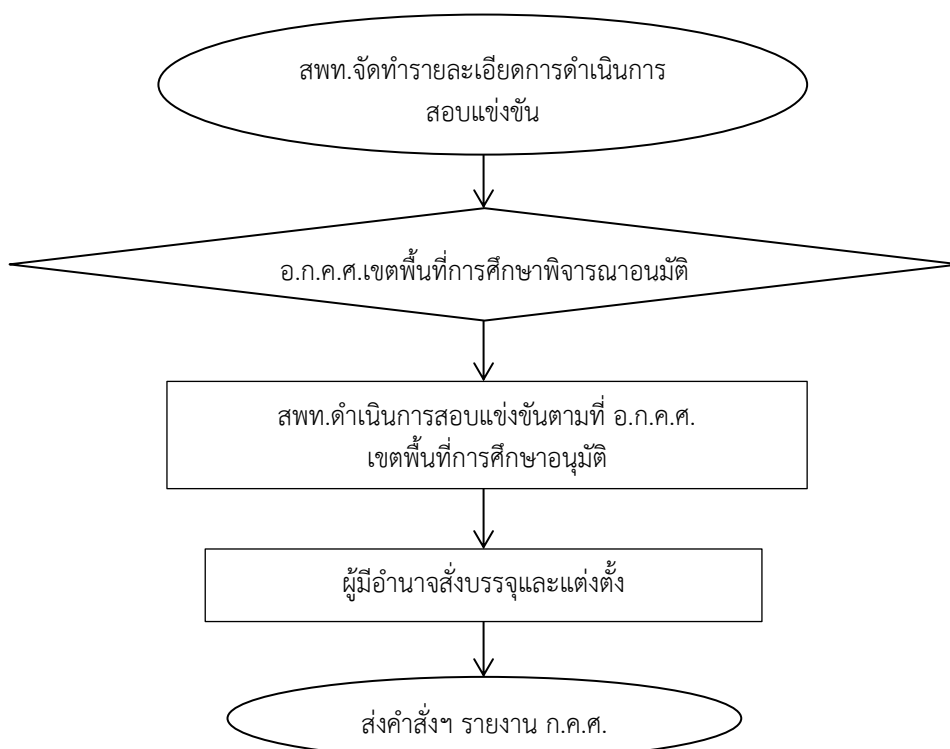 สพท.จัดทำรายละเอียดการดำเนินการ
สอบแข่งขัน
อ.ก.ค.ศ.เขตพื้นที่การศึกษาพิจารณาอนมัติ
สพท.ดำเนินการสอบแข่งขันตามที่ อ.ก.ค.ศ.
เขตพื้นที่การศึกษาอนุมัติ
ผู้มีอำนาจสั่งบรรจุและแต่งตั้ง
ส่งคำสั่งฯ รายงาน ก.ค.ศ.